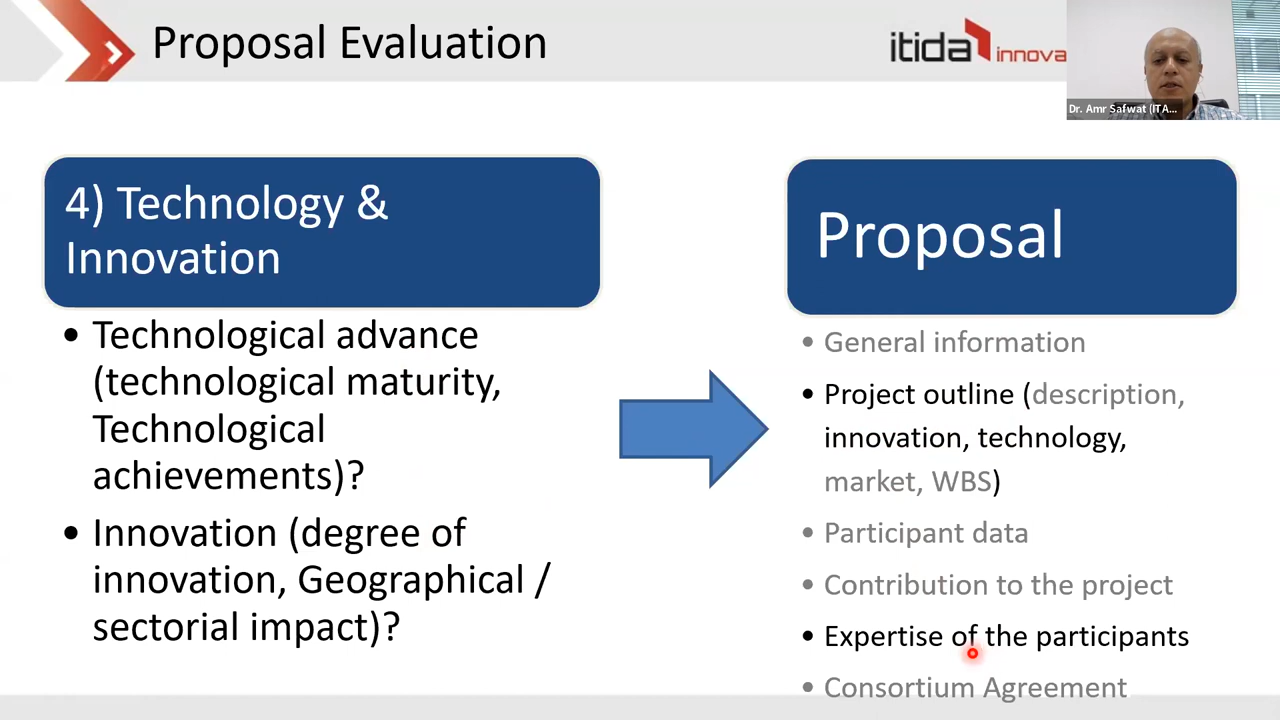 Proposal Evaluation
itida
innova
Dr. Amr Safwat (ITA...
4) Technology &
Innovation
• Technological advance
(technological maturity,
Technological
achievements)?
• Innovation (degree of
innovation, Geographical /
sectorial impact)?
Proposal
• General information
• Project outline (description,
innovation, technology,
market, WBS)
• Participant data
• Contribution to the project
• Expertise of the participants
• Consortium Agreement